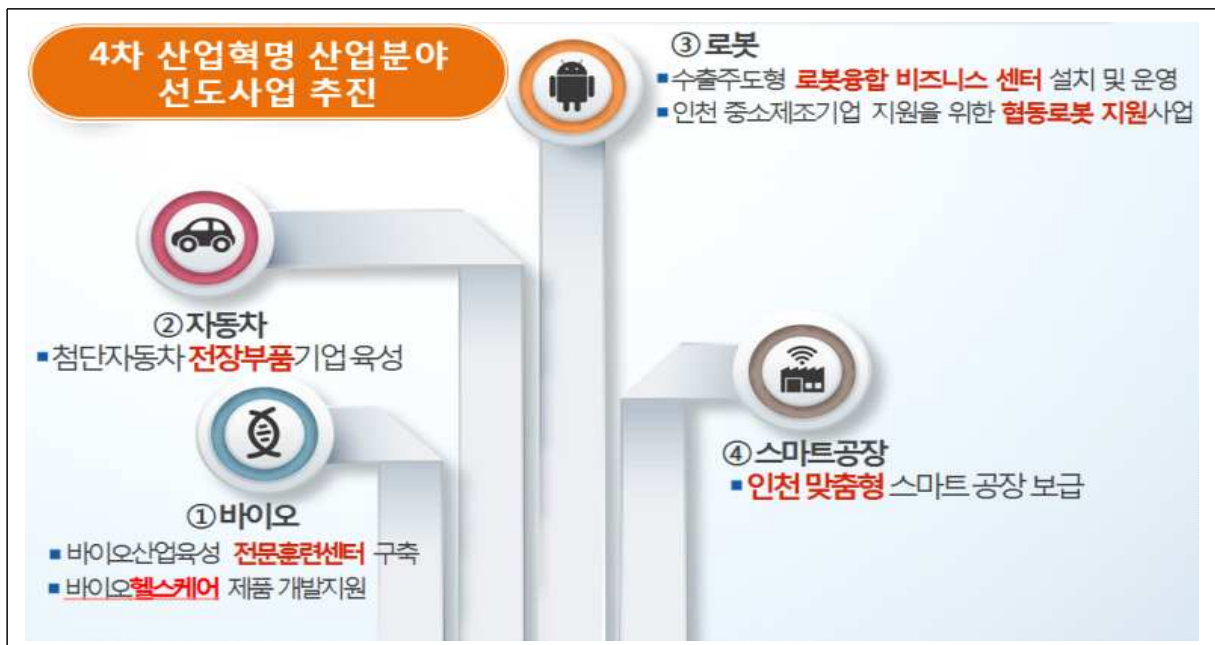 4차 산업혁명 산업분야
선도사업 추진
③ 로봇
▪수출주도형 로봇융합 비즈니스 센터 설치 및 운영
▪인천 중소제조기업 지원을 위한 협동로봇 지원사업
② 자동차
▪첨단자동차 전장부품기업 육성
④ 스마트공장
▪인천 맞춤형 스마트 공장 보급
① 바이오
▪바이오산업육성 전문훈련센터 구축
▪바이오헬스케어 제품 개발지원